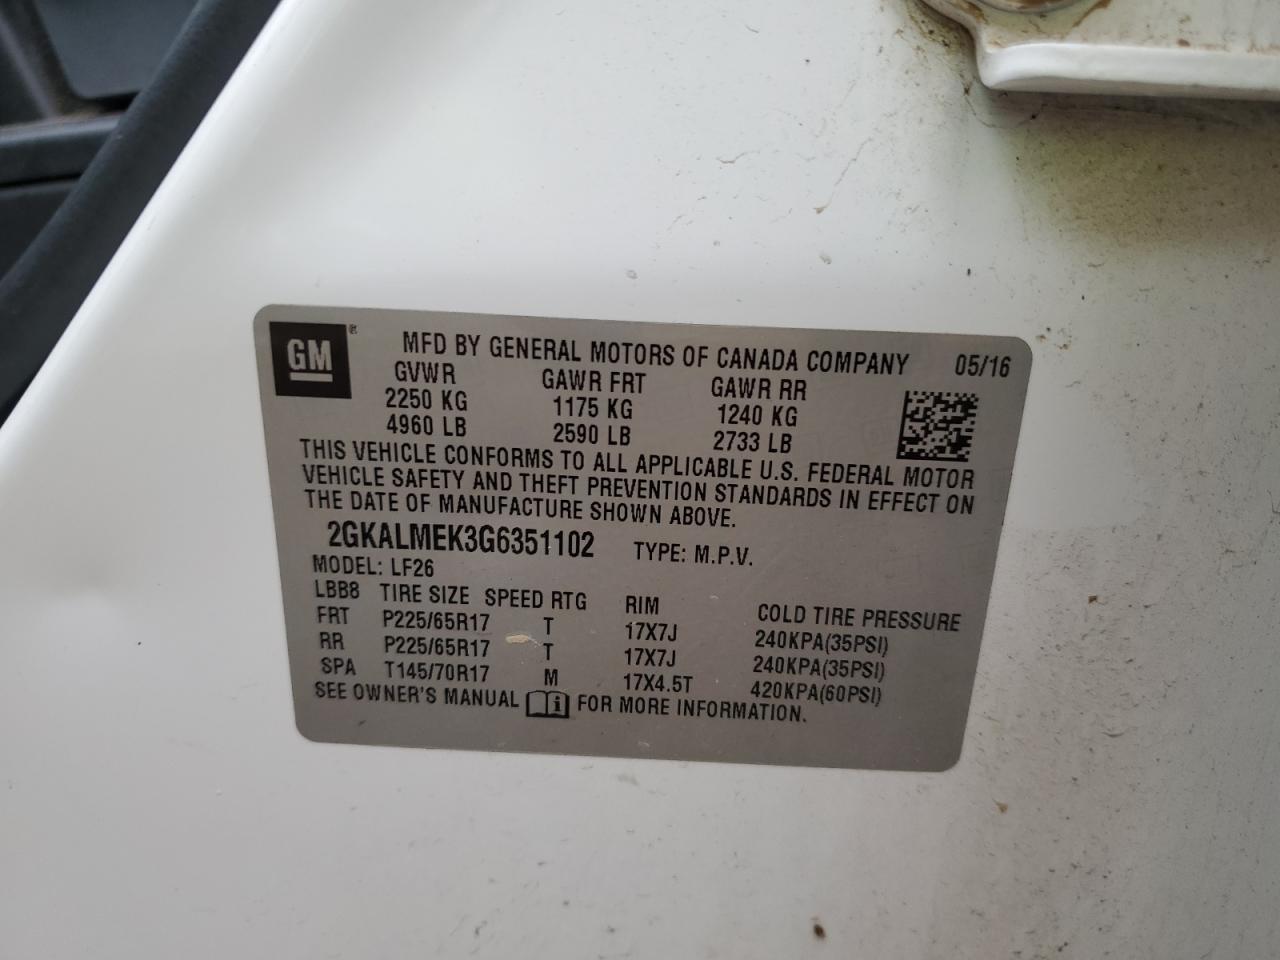 GM ®
MFD BY GENERAL MOTORS OF CANADA COMPANY 05/16
GVWR GAWR FRT GAWR RR
2250 KG 1175 KG 1240 KG
4960 LB 2590 LB 2733 LB
THIS VEHICLE CONFORMS TO ALL APPLICABLE U.S. FEDERAL MOTOR
VEHICLE SAFETY AND THEFT PREVENTION STANDARDS IN EFFECT ON
THE DATE OF MANUFACTURE SHOWN ABOVE.
2GKALMEK3G6351102 TYPE: M.P.V.
MODEL: LF26
LBB8 TIRE SIZE SPEED RTG RIM COLD TIRE PRESSURE
FRT P225/65R17 T 17X7J 240KPA(35PSI)
RR P225/65R17 T 17X7J 240KPA(35PSI)
SPA T145/70R17 M 17X4.5T 420KPA(60PSI)
SEE OWNER'S MANUAL i FOR MORE INFORMATION.